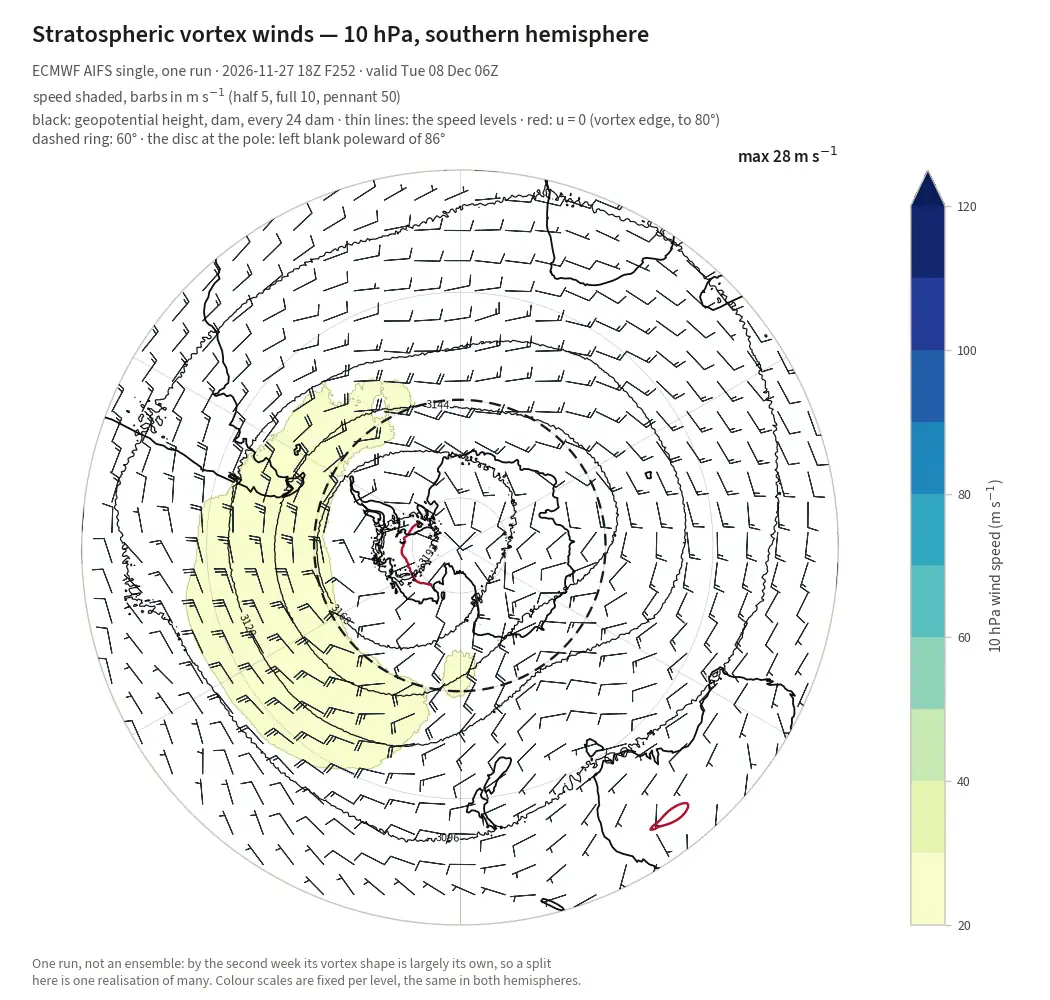 Stratospheric vortex winds — 10 hPa, southern hemisphere
ECMWF AIFS single, one run · 2026-11-27 18Z F252 · valid Tue 08 Dec 06Z
speed shaded, barbs in m s⁻¹ (half 5, full 10, pennant 50)
black: geopotential height, dam, every 24 dam · thin lines: the speed levels · red: u = 0 (vortex edge, to 80°)
dashed ring: 60° · the disc at the pole: left blank poleward of 86°
max 28 m s⁻¹
120
100
80
60
40
20
10 hPa wind speed (m s⁻¹)
3144
3120
3096
One run, not an ensemble: by the second week its vortex shape is largely its own, so a split
here is one realisation of many. Colour scales are fixed per level, the same in both hemispheres.